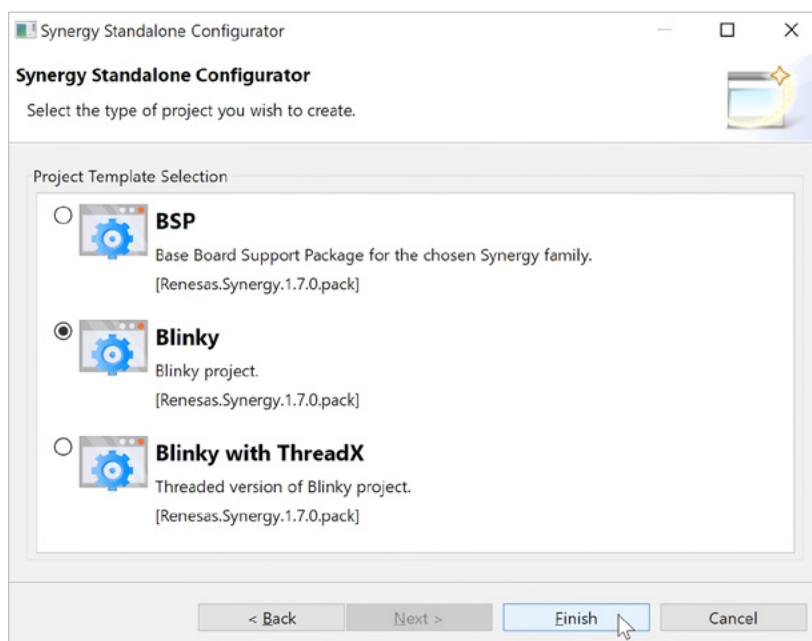 Synergy Standalone Configurator
Synergy Standalone Configurator
Select the type of project you wish to create.
Project Template Selection
BSP
Base Board Support Package for the chosen Synergy family.
[Renesas.Synergy.1.7.0.pack]
Blinky
Blinky project.
[Renesas.Synergy.1.7.0.pack]
Blinky with ThreadX
Threaded version of Blinky project.
[Renesas.Synergy.1.7.0.pack]
< Back Next > Finish Cancel